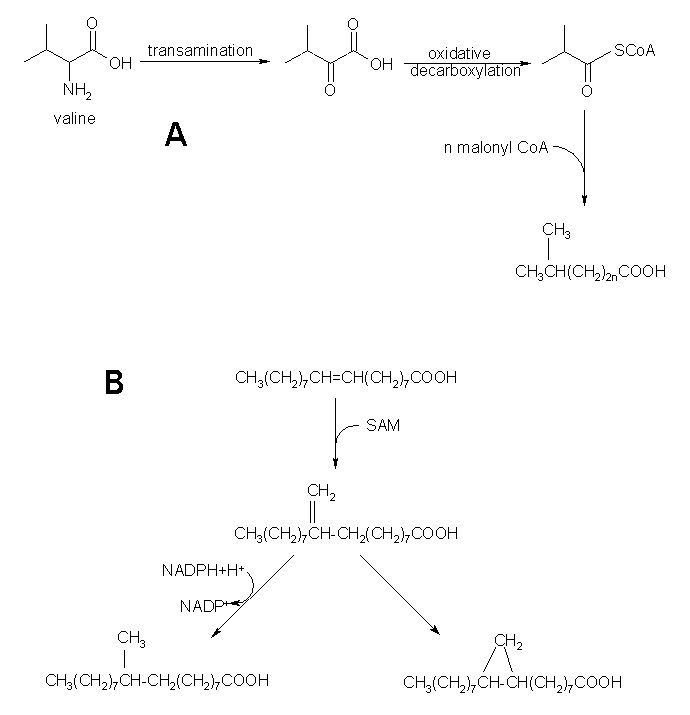 O O O
OH transamination OH oxidative decarboxylation SCoA
NH₂ O O
valine
A
n malonyl CoA
CH₃
CH₃CH(CH₂)₂ₙCOOH
B
CH₃(CH₂)₇CH=CH(CH₂)₇COOH
SAM
CH₂
CH₃(CH₂)₇CH-CH₂(CH₂)₇COOH
NADPH+H⁺
NADP⁺
CH₃ CH₂
CH₃(CH₂)₇CH-CH₂(CH₂)₇COOH CH₃(CH₂)₇CH-CH(CH₂)₇COOH